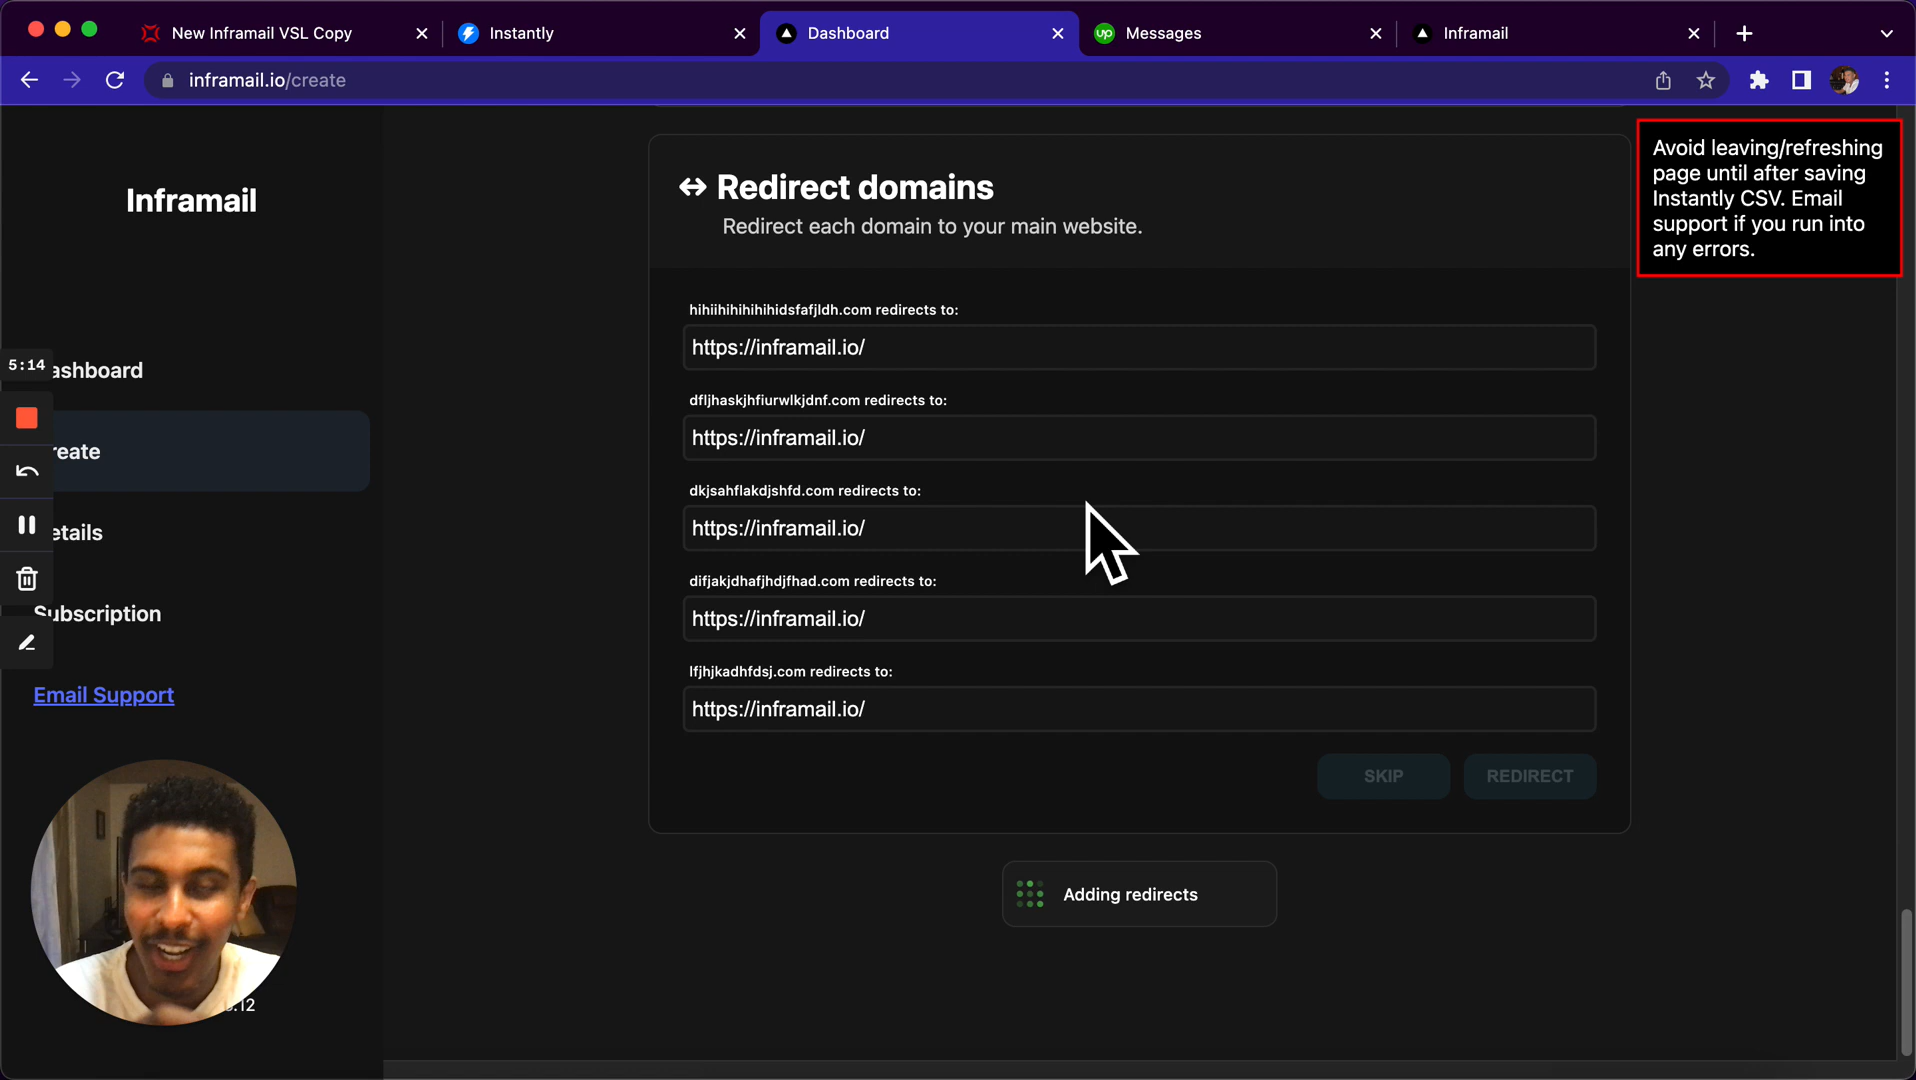 New Inframail VSL Copy
Instantly
Dashboard
up Messages
Inframail
inframail.io/create
Inframail
Redirect domains
Redirect each domain to your main website.
Avoid leaving/refreshing
page until after saving
Instantly CSV. Email
support if you run into
any errors.
hihiihihihihihidsfafjldh.com redirects to:
https://inframail.io/
dfljhaskjhfiurwlkjdnf.com redirects to:
https://inframail.io/
dkjsahflakdjshfd.com redirects to:
https://inframail.io/
difjakjdhafjhdjfhad.com redirects to:
https://inframail.io/
lfjhjkadhfdsj.com redirects to:
https://inframail.io/
SKIP
REDIRECT
Adding redirects
5:14
ashboard
reate
etails
Subscription
Email Support
.12